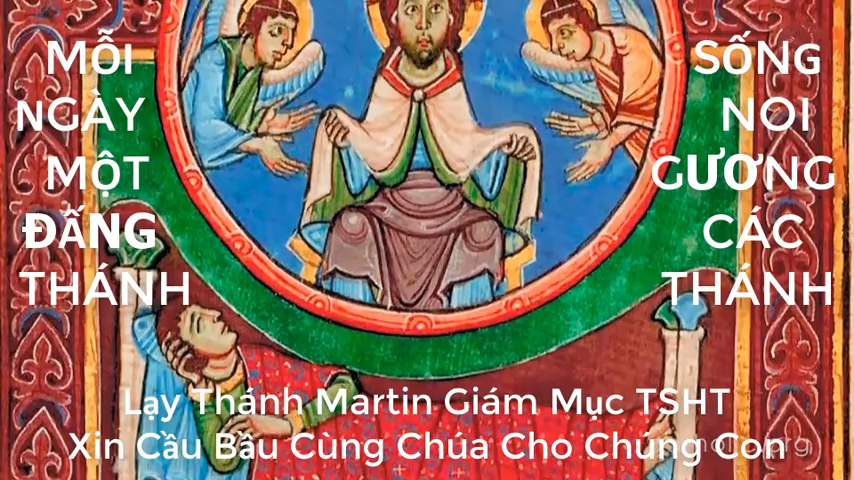 MỖI
NGÀY
MỘT
ĐẤNG
THÁNH
SỐNG
NOI
GƯƠNG
CÁC
THÁNH
Lạy Thánh Martin Giám Mục TSHT
Xin Cầu Bầu Cùng Chúa Cho Chúng Con